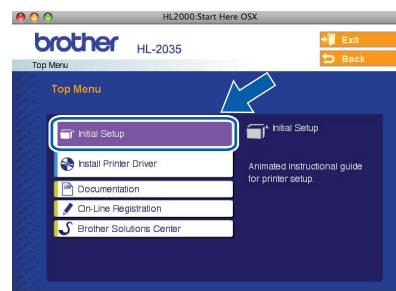 HL2000:Start Here OSX
brother HL-2035
Exit
Top Menu
Back
Top Menu
Initial Setup
Initial Setup
Install Printer Driver
Animated instructional guide
for printer setup.
Documentation
On-Line Registration
Brother Solutions Center